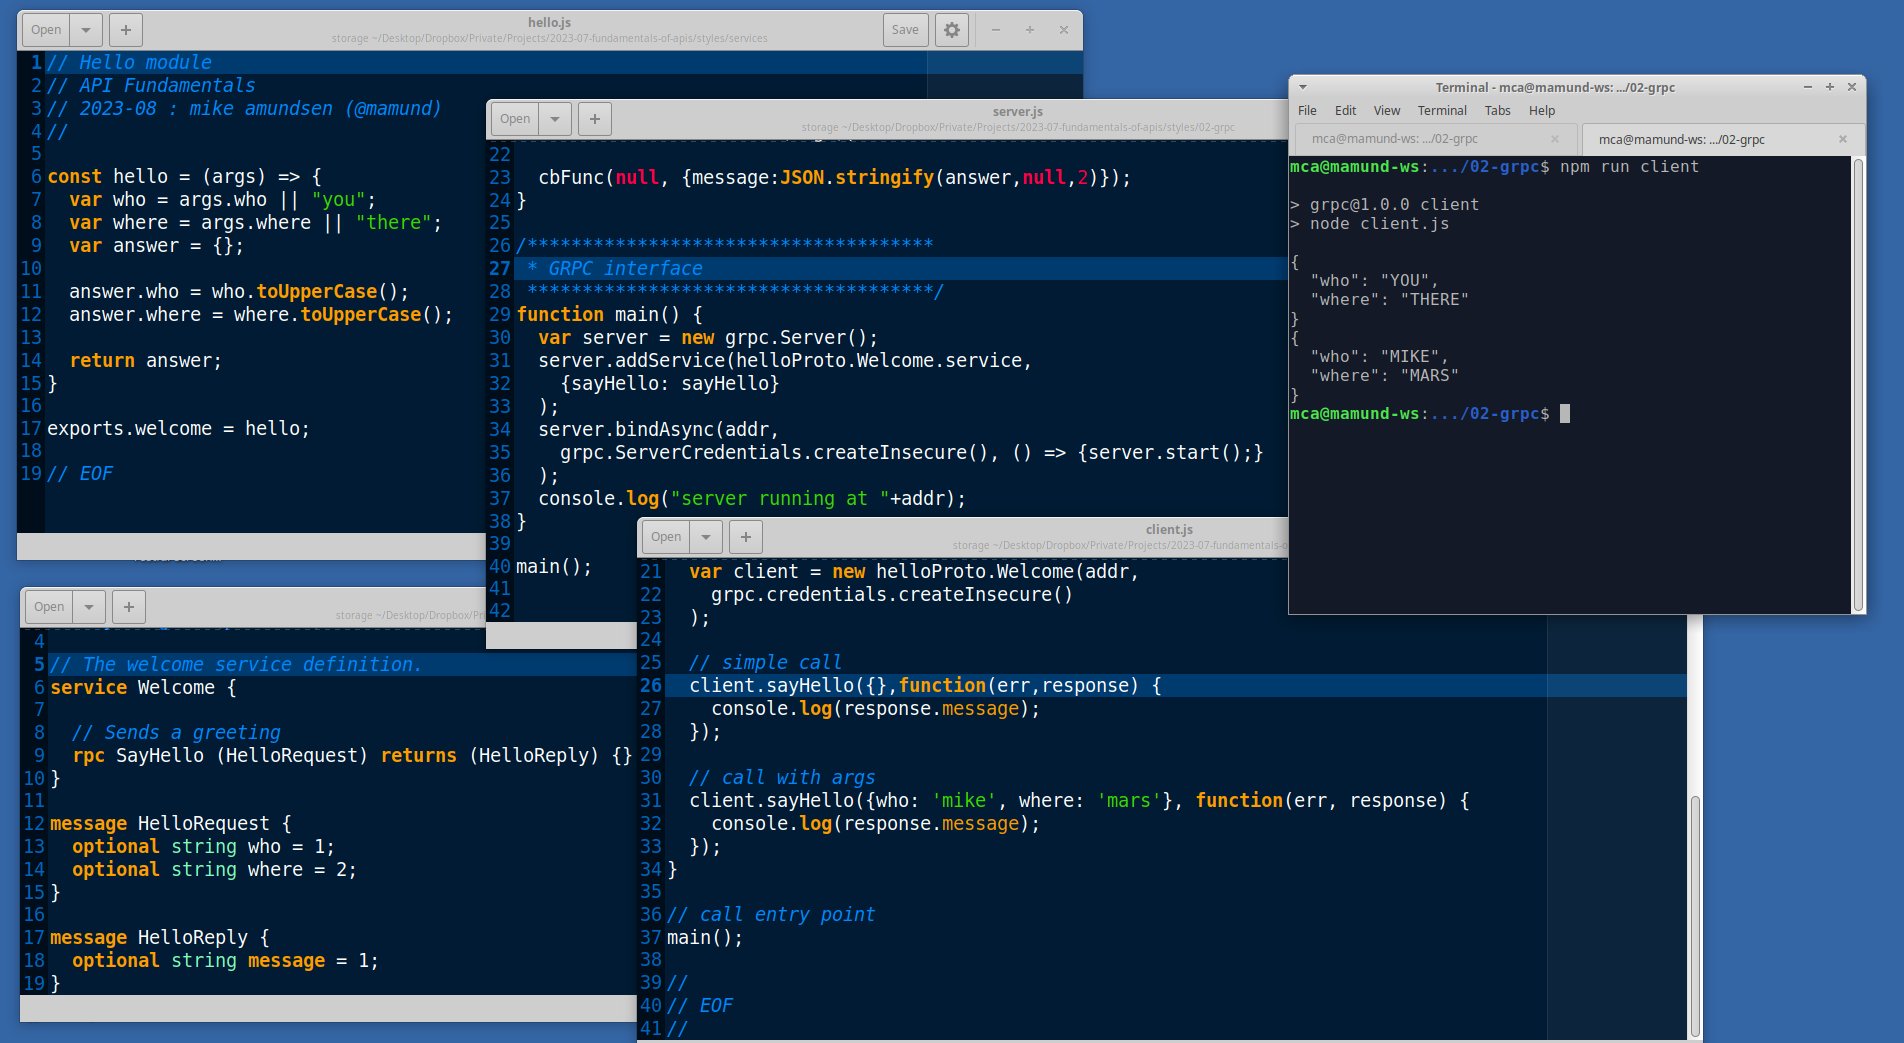 Open
hello.js
storage ~/Desktop/Dropbox/Private/Projects/2023-07-fundamentals-of-apis/styles/services
Save
1 // Hello module
2 // API Fundamentals
3 // 2023-08 : mike amundsen (@mamund)
4 //
5
6 const hello = (args) => {
7   var who = args.who || "you";
8   var where = args.where || "there";
9   var answer = {};
10
11   answer.who = who.toUpperCase();
12   answer.where = where.toUpperCase();
13
14   return answer;
15 }
16
17 exports.welcome = hello;
18
19 // EOF
Open
server.js
storage ~/Desktop/Dropbox/Private/Projects/2023-07-fundamentals-of-apis/styles/02-grpc
22
23   cbFunc(null, {message:JSON.stringify(answer,null,2)});
24 }
25
26 /*************************************
27  * GRPC interface
28  *************************************/
29 function main() {
30   var server = new grpc.Server();
31   server.addService(helloProto.Welcome.service,
32     {sayHello: sayHello}
33   );
34   server.bindAsync(addr,
35     grpc.ServerCredentials.createInsecure(), () => {server.start();}
36   );
37   console.log("server running at "+addr);
38 }
39
40 main();
41
42
Terminal - mca@mamund-ws: .../02-grpc
File Edit View Terminal Tabs Help
mca@mamund-ws: .../02-grpc
mca@mamund-ws: .../02-grpc
mca@mamund-ws:.../02-grpc$ npm run client
> grpc@1.0.0 client
> node client.js
{
  "who": "YOU",
  "where": "THERE"
}
{
  "who": "MIKE",
  "where": "MARS"
}
mca@mamund-ws:.../02-grpc$
Open
storage ~/Desktop/Dropbox/Pri
4
5 // The welcome service definition.
6 service Welcome {
7
8   // Sends a greeting
9   rpc SayHello (HelloRequest) returns (HelloReply) {}
10 }
11
12 message HelloRequest {
13   optional string who = 1;
14   optional string where = 2;
15 }
16
17 message HelloReply {
18   optional string message = 1;
19 }
Open
client.js
storage ~/Desktop/Dropbox/Private/Projects/2023-07-fundamentals-o
21   var client = new helloProto.Welcome(addr,
22     grpc.credentials.createInsecure()
23   );
24
25   // simple call
26   client.sayHello({},function(err,response) {
27     console.log(response.message);
28   });
29
30   // call with args
31   client.sayHello({who: 'mike', where: 'mars'}, function(err, response) {
32     console.log(response.message);
33   });
34 }
35
36 // call entry point
37 main();
38
39 //
40 // EOF
41 //